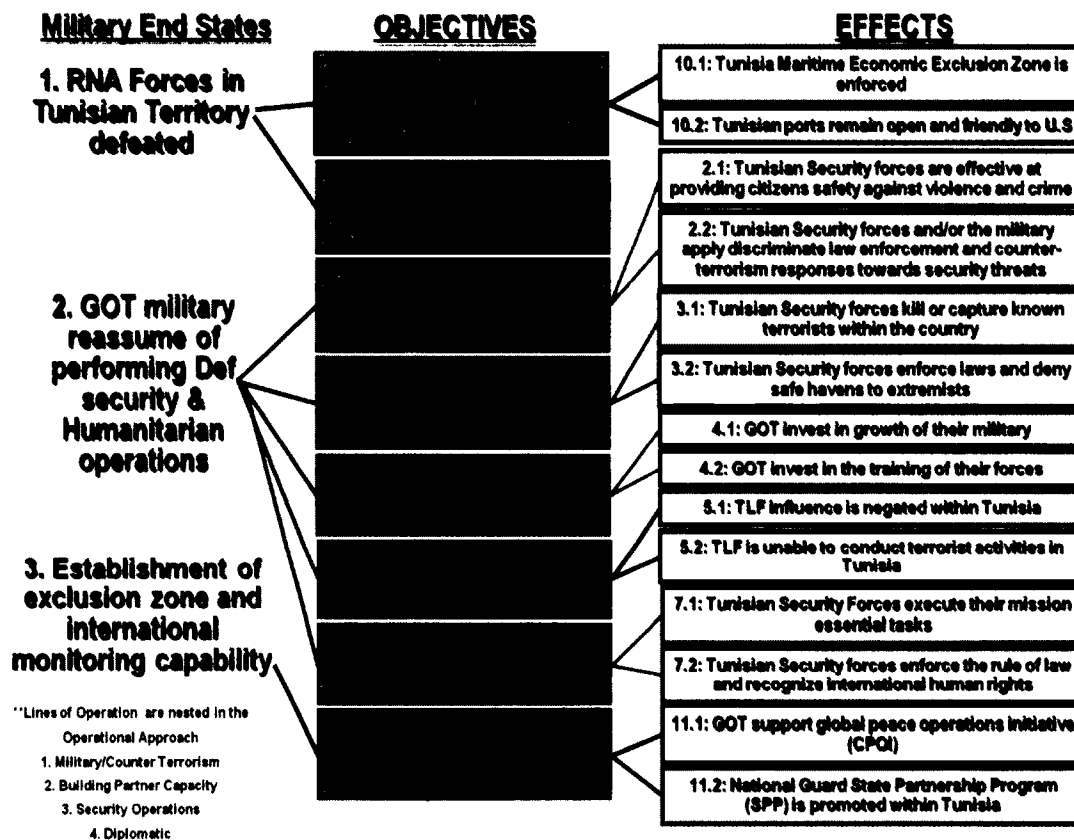 Military End States
1. RNA Forces in
Tunisian Territory
defeated
2. GOT military
reassume of
performing Def
security &
Humanitarian
operations
3. Establishment of
exclusion zone and
international
monitoring capability
**Lines of Operation are nested in the
Operational Approach
1. Military/Counter Terrorism
2. Building Partner Capacity
3. Security Operations
4. Diplomatic
OBJECTIVES
EFFECTS
10.1: Tunisia Maritime Economic Exclusion Zone is
enforced
10.2: Tunisian ports remain open and friendly to U.S
2.1: Tunisian Security forces are effective at
providing citizens safety against violence and crime
2.2: Tunisian Security forces and/or the military
apply discriminate law enforcement and counter-
terrorism responses towards security threats
3.1: Tunisian Security forces kill or capture known
terrorists within the country
3.2: Tunisian Security forces enforce laws and deny
safe havens to extremists
4.1: GOT invest in growth of their military
4.2: GOT invest in the training of their forces
5.1: TLF influence is negated within Tunisia
5.2: TLF is unable to conduct terrorist activities in
Tunisia
7.1: Tunisian Security Forces execute their mission
essential tasks
7.2: Tunisian Security forces enforce the rule of law
and recognize international human rights
11.1: GOT support global peace operations initiative
(CPOI)
11.2: National Guard State Partnership Program
(SPP) is promoted within Tunisia